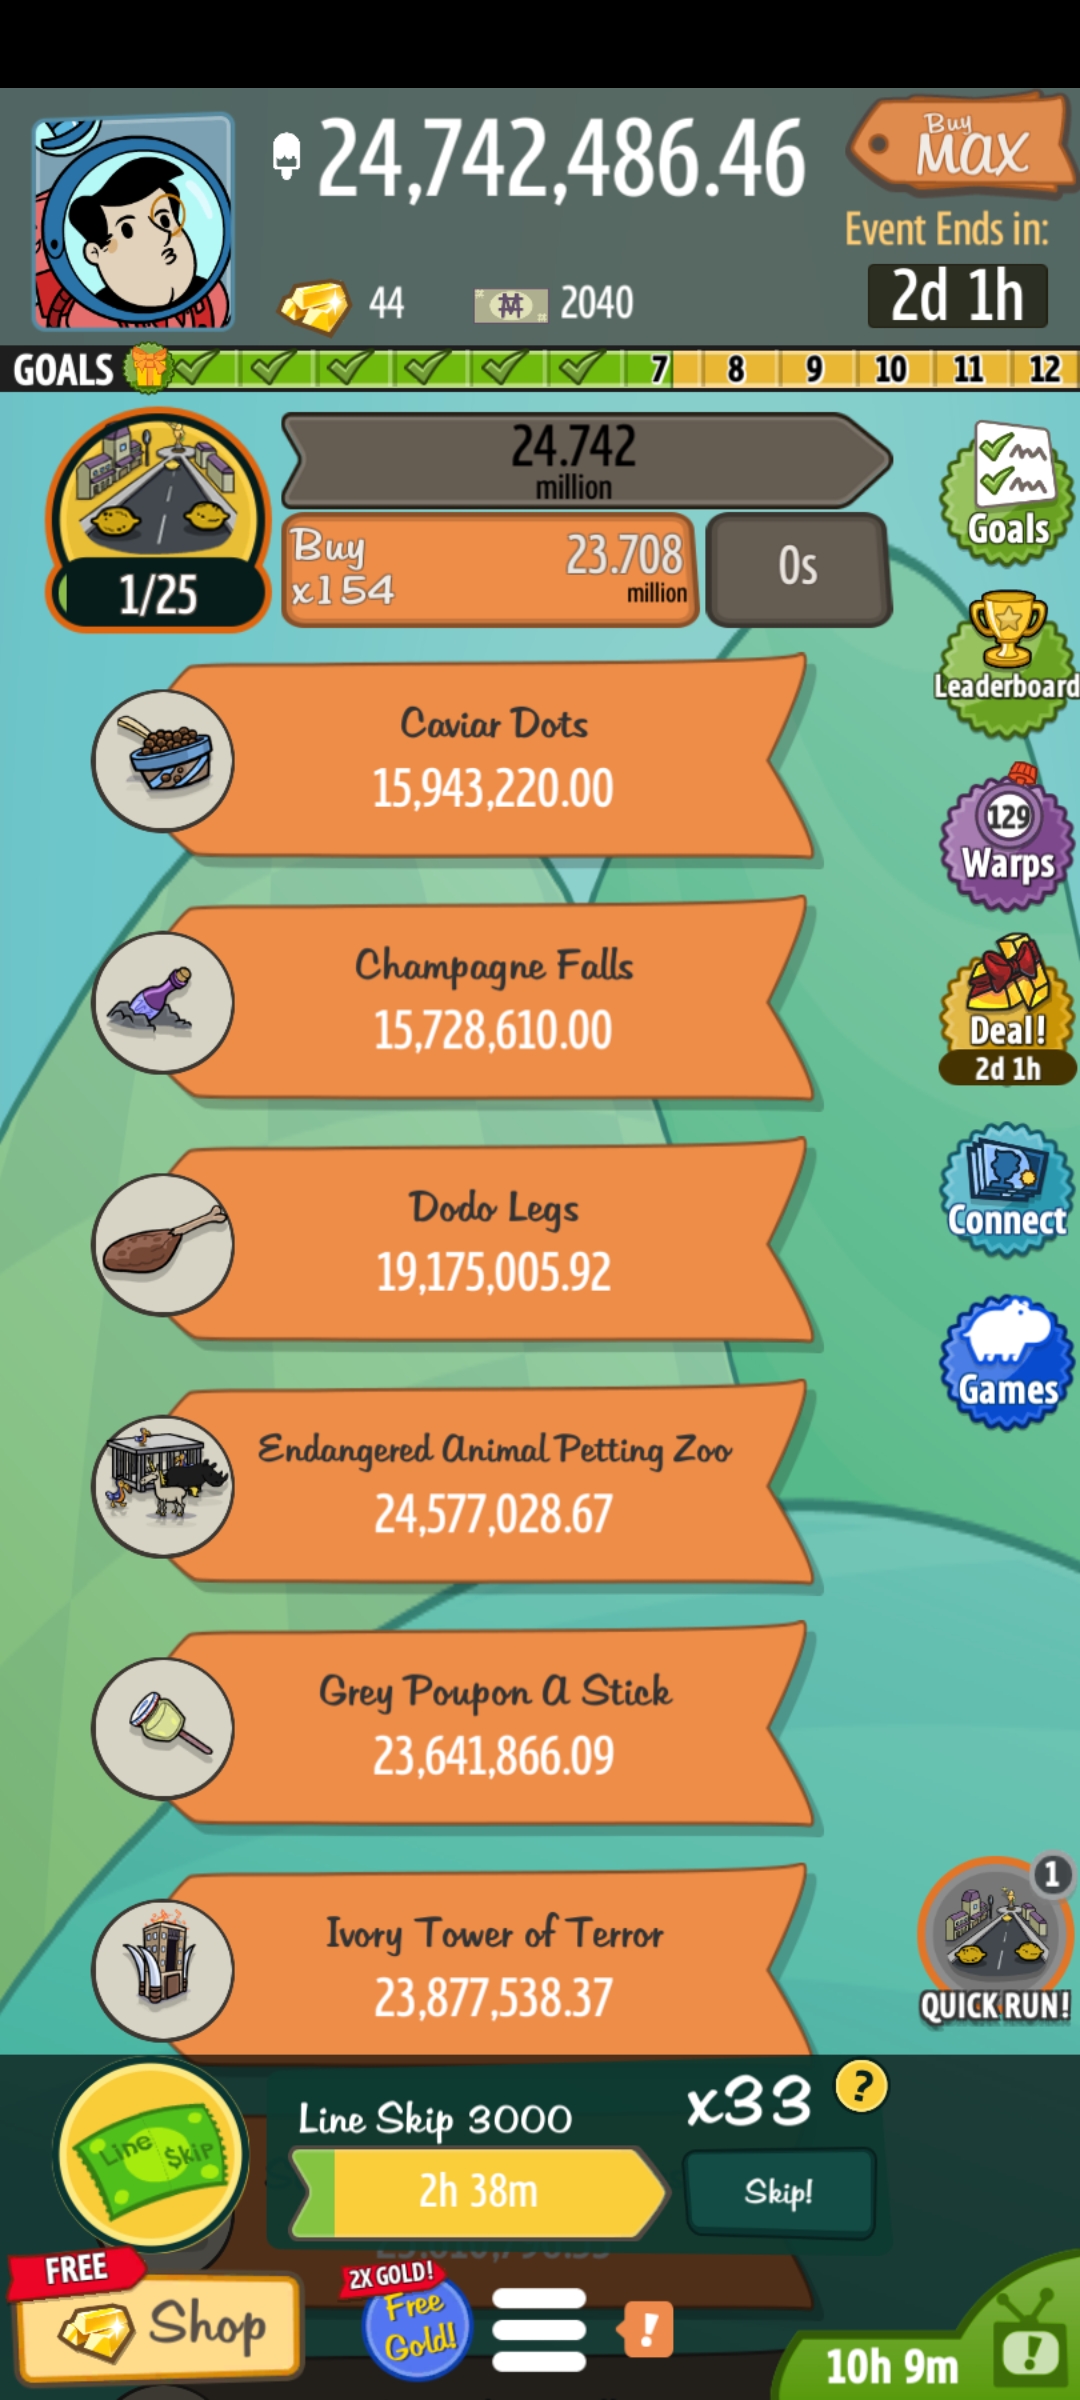 24,742,486.46
Buy
MAX
Event Ends in:
44
2040
2d 1h
GOALS
7 8 9 10 11 12
24.742
million
Buy
x154
23.708
million
0s
1/25
Goals
Leaderboard
Caviar Dots
15,943,220.00
129
Warps
Champagne Falls
15,728,610.00
Deal!
2d 1h
Dodo Legs
19,175,005.92
Connect
Games
Endangered Animal Petting Zoo
24,577,028.67
Grey Poupon A Stick
23,641,866.09
Ivory Tower of Terror
23,877,538.37
1
QUICK RUN!
Line Skip 3000
x33
?
Line $kip
2h 38m
Skip!
FREE
Shop
2X GOLD!
Free
Gold!
!
10h 9m
!